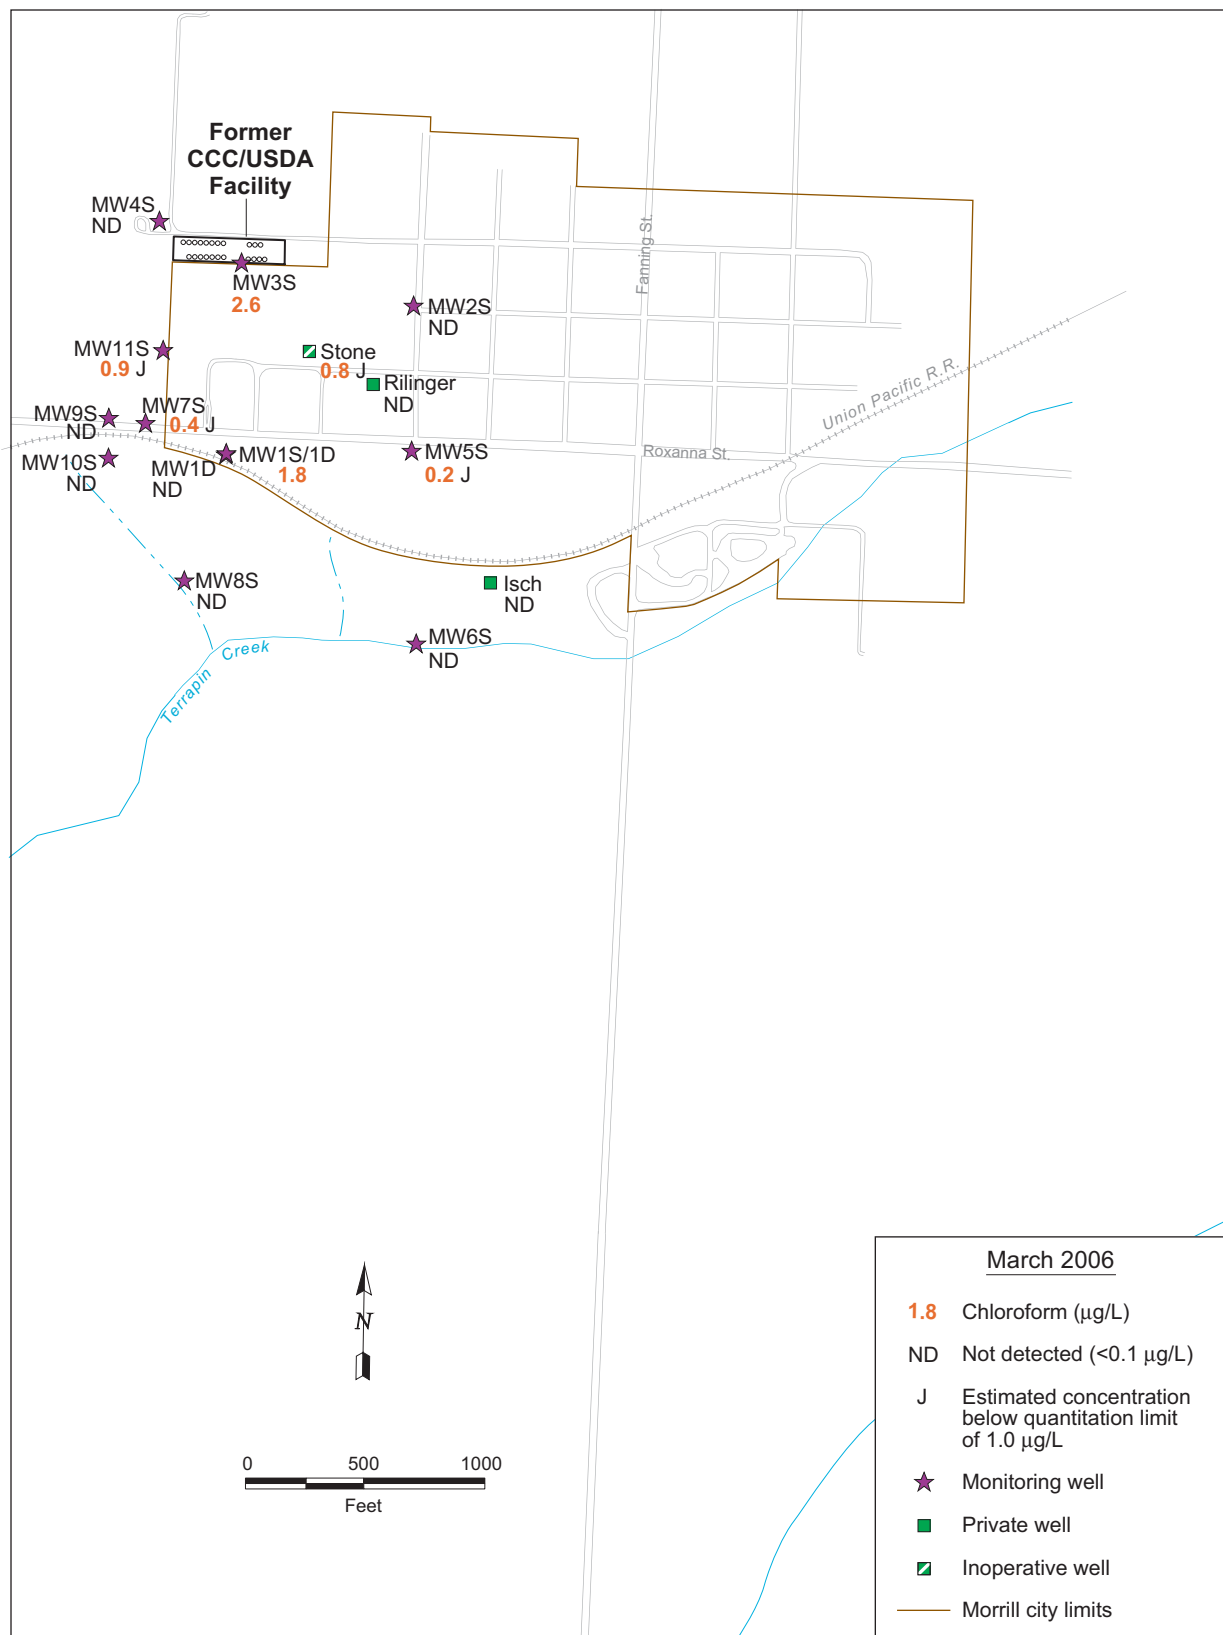 Former
CCC/USDA
Facility
MW4S
ND
MW3S
2.6
MW2S
ND
Fanning St.
MW11S
0.9 J
Stone
0.8 J
Rilinger
ND
Union Pacific R.R.
MW9S
ND
MW7S
0.4 J
MW10S
ND
MW1D
ND
MW1S/1D
1.8
MW5S
0.2 J
Roxanna St.
MW8S
ND
Isch
ND
MW6S
ND
Terrapin Creek
N
0 500 1000
Feet
March 2006
1.8 Chloroform (µg/L)
ND Not detected (<0.1 µg/L)
J Estimated concentration
below quantitation limit
of 1.0 µg/L
Monitoring well
Private well
Inoperative well
Morrill city limits